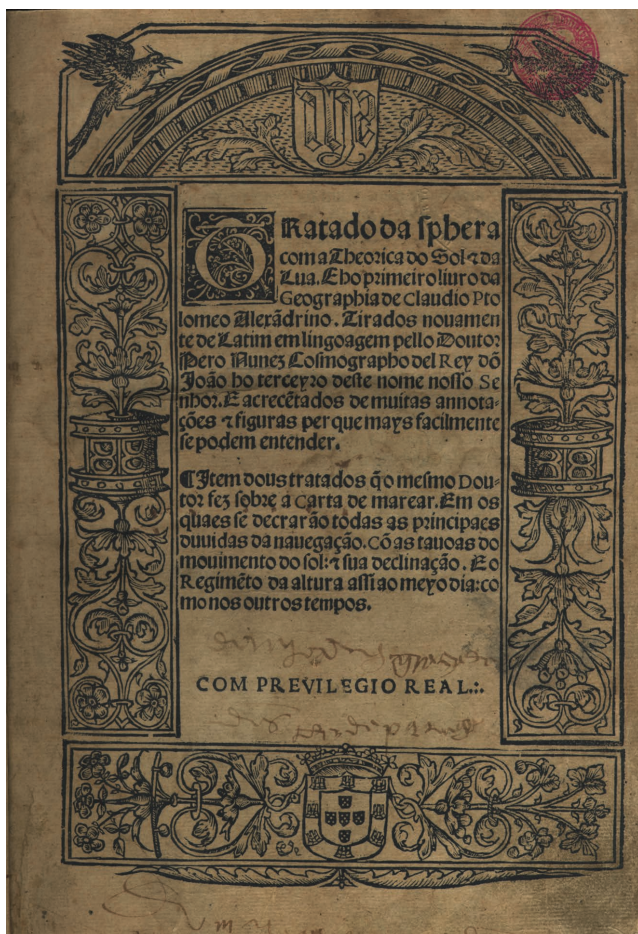 Tratado da sphera
com a Theorica do Sol ⁊ da
Lua. E ho primeiro liuro da
Geographia de Claudio Pto
lomeo Alexãdrino. Tirados nouamen
te de Latim em lingoagem pello Doutor
Pero Nunez Cosmographo del Rey dõ
João ho terceyro deste nome nosso Se
nhor. E acrecẽtados de muitas annota-
ções ⁊ figuras per que mays facilmente
se podem entender.
¶ Item dous tratados q̃ o mesmo Dou-
tor fez sobre a Carta de marear. Em os
quaes se decrarão todas as principaes
duuidas da nauegação. Cõ as tauoas do
mouimento do sol: ⁊ sua declinação. E o
Regimẽto da altura assi ao meyo dia: co
mo nos outros tempos.
COM PREVILEGIO REAL.:.